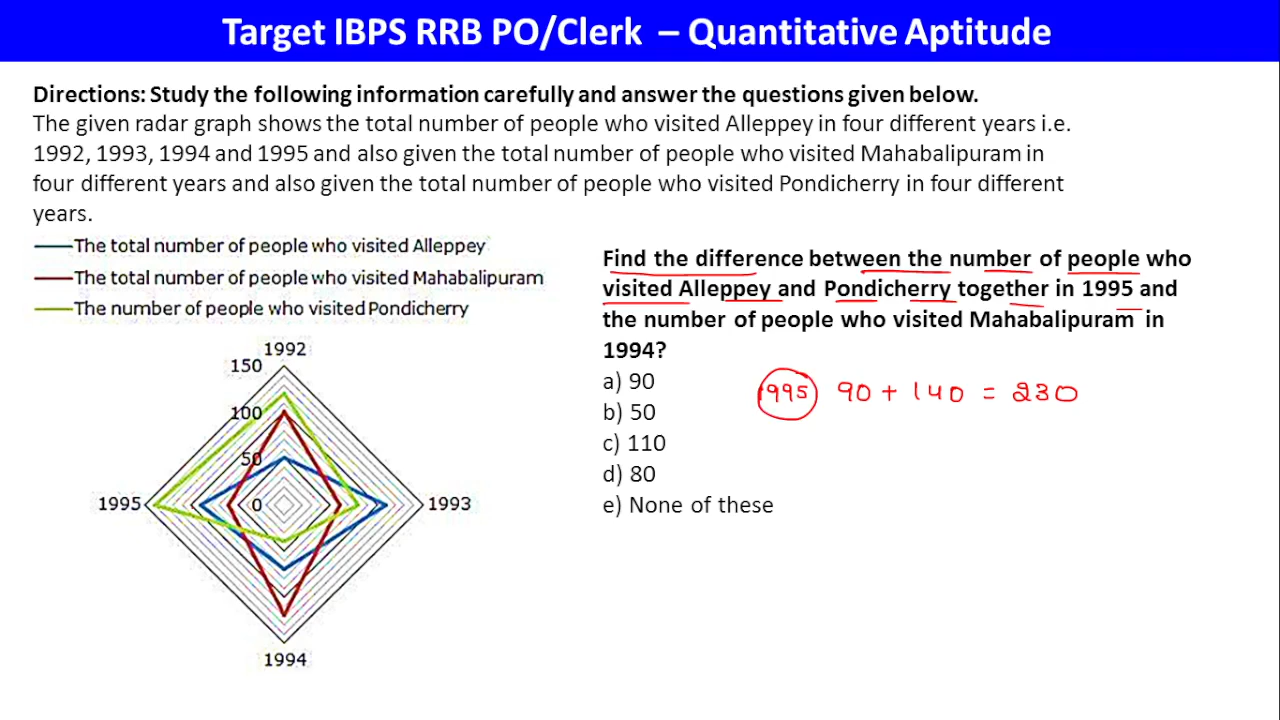 Target IBPS RRB PO/Clerk – Quantitative Aptitude
Directions: Study the following information carefully and answer the questions given below.
The given radar graph shows the total number of people who visited Alleppey in four different years i.e.
1992, 1993, 1994 and 1995 and also given the total number of people who visited Mahabalipuram in
four different years and also given the total number of people who visited Pondicherry in four different
years.
The total number of people who visited Alleppey
The total number of people who visited Mahabalipuram
The number of people who visited Pondicherry
1992
150
100
50
0
1995
1993
1994
Find the difference between the number of people who
visited Alleppey and Pondicherry together in 1995 and
the number of people who visited Mahabalipuram in
1994?
a) 90
b) 50
c) 110
d) 80
e) None of these
1995 90 + 140 = 230